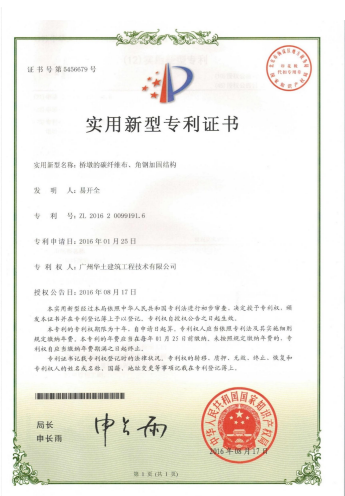 证书号第5456679号
实用新型专利证书
实用新型名称：桥墩的碳纤维布、角钢加固结构
发 明 人：易开全
专 利 号：ZL 2016 2 0099191.6
专利申请日：2016年01月25日
专 利 权 人：广州华土建筑工程技术有限公司
授权公告日：2016年08月17日
本实用新型经过本局依照中华人民共和国专利法进行初步审查，决定授予专利权，颁
发本证书并在专利登记簿上予以登记。专利权自授权公告之日起生效。
本专利的专利权期限为十年，自申请日起算。专利权人应当依照专利法及其实施细则
规定缴纳年费。本专利的年费应当在每年01月25日前缴纳。未按照规定缴纳年费的，专
利权自应当缴纳年费期满之日起终止。
专利证书记载专利权登记时的法律状况。专利权的转移、质押、无效、终止、恢复和
专利权人的姓名或名称、国籍、地址变更等事项记载在专利登记簿上。
局长
申长雨
申长雨
中华人民共和国国家知识产权局
2016年08月17日
第1页（共1页）